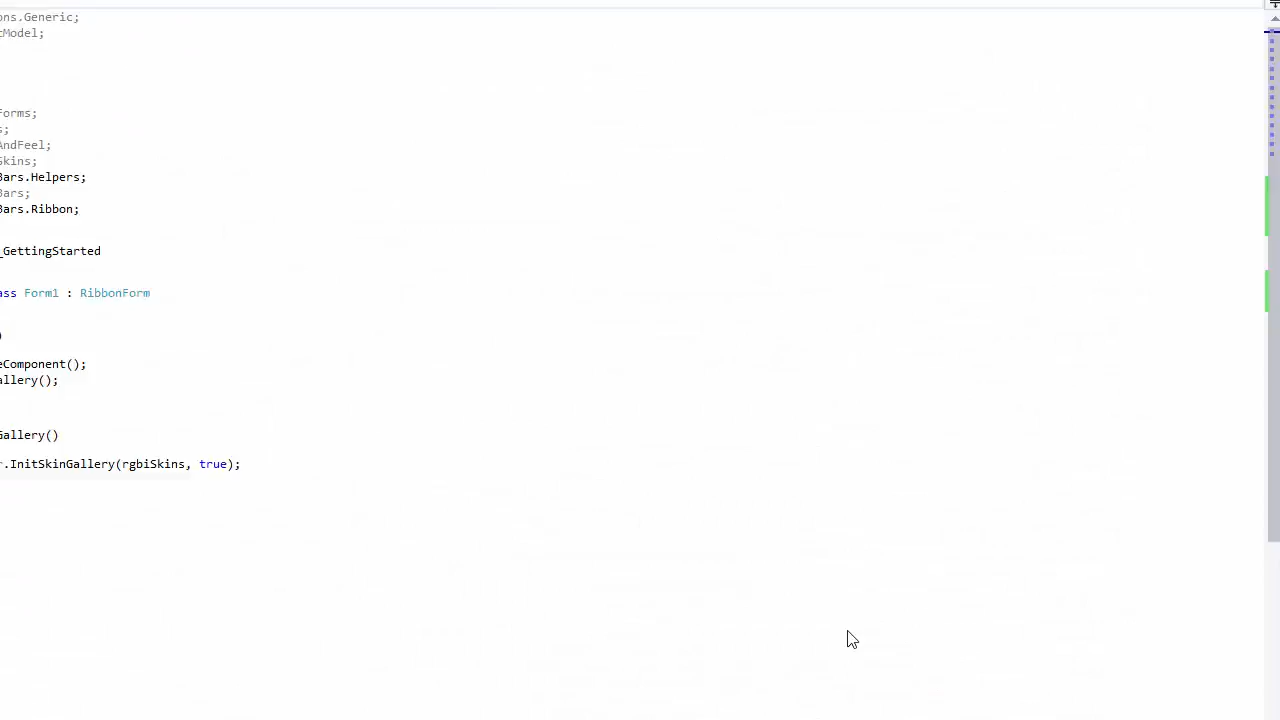 ons.Generic;
cModel;
Forms;
s;
AndFeel;
Skins;
Bars.Helpers;
Bars;
Bars.Ribbon;
_GettingStarted
ass Form1 : RibbonForm
)
eComponent();
allery();
Gallery()
r.InitSkinGallery(rgbiSkins, true);